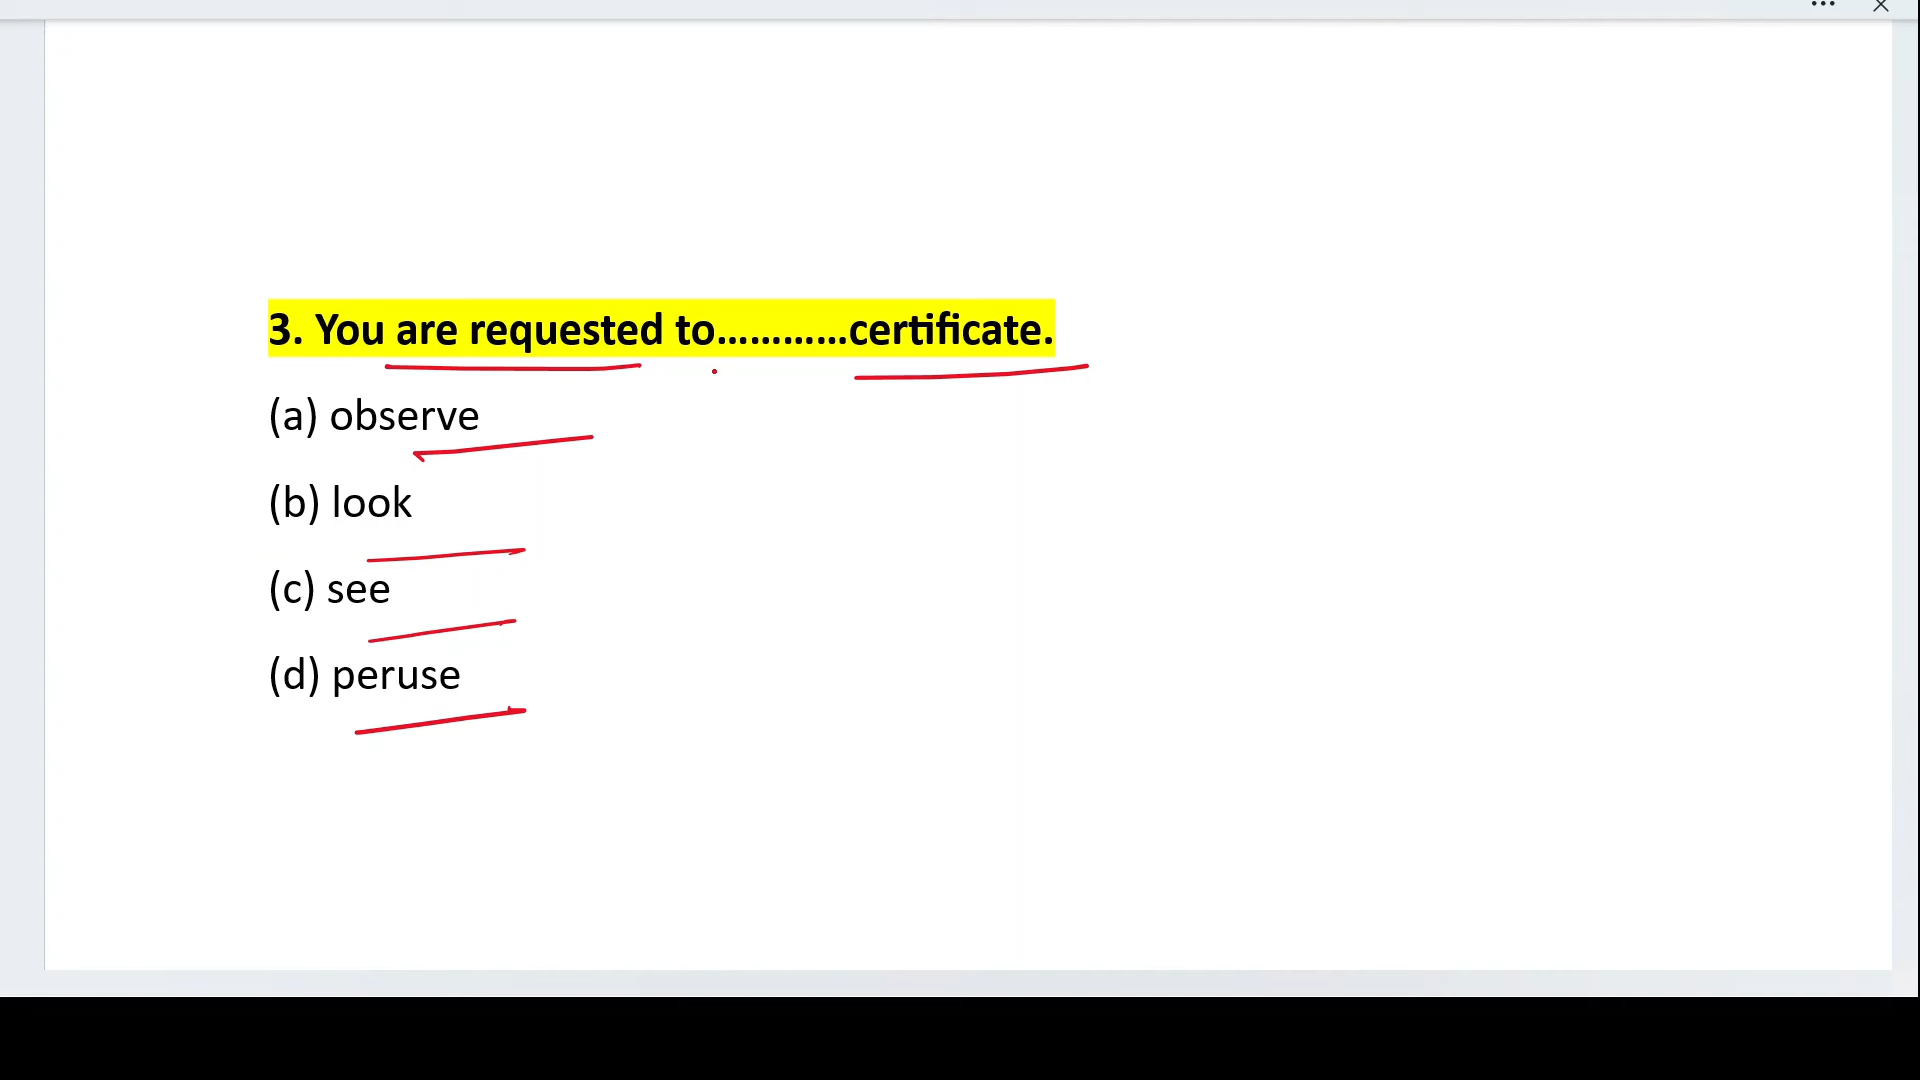 3. You are requested to............certificate.
(a) observe
(b) look
(c) see
(d) peruse